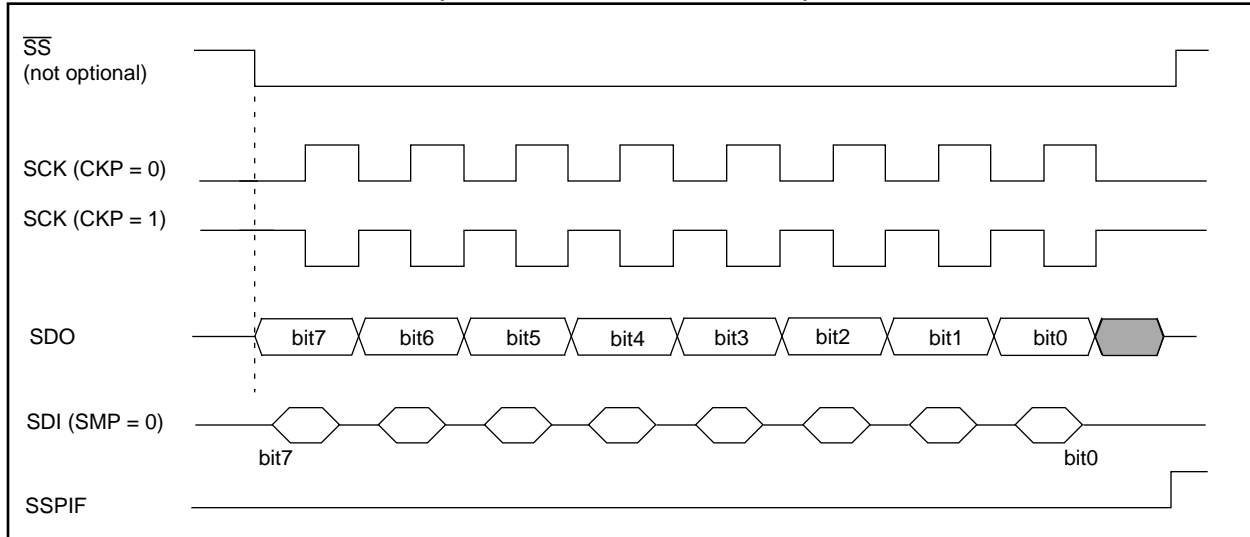 SS
(not optional)
SCK (CKP = 0)
SCK (CKP = 1)
SDO
bit7 bit6 bit5 bit4 bit3 bit2 bit1 bit0
SDI (SMP = 0)
bit7 bit0
SSPIF